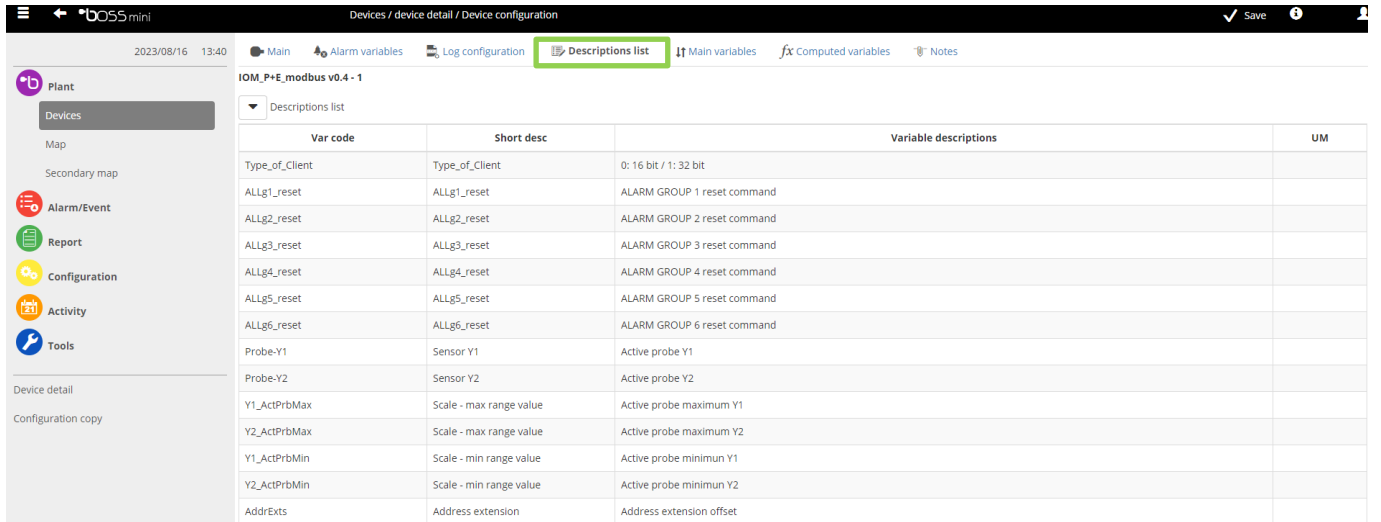 boss mini Devices / device detail / Device configuration Save
2023/08/16 13:40 Main Alarm variables Log configuration Descriptions list Main variables fx Computed variables Notes
IOM_P+E_modbus v0.4 - 1
Plant
Descriptions list
Devices
Var code Short desc Variable descriptions UM
Map
Type_of_Client Type_of_Client 0: 16 bit / 1: 32 bit
Secondary map
ALLg1_reset ALLg1_reset ALARM GROUP 1 reset command
Alarm/Event
ALLg2_reset ALLg2_reset ALARM GROUP 2 reset command
Report
ALLg3_reset ALLg3_reset ALARM GROUP 3 reset command
Configuration
ALLg4_reset ALLg4_reset ALARM GROUP 4 reset command
21 Activity
ALLg5_reset ALLg5_reset ALARM GROUP 5 reset command
ALLg6_reset ALLg6_reset ALARM GROUP 6 reset command
Tools
Probe-Y1 Sensor Y1 Active probe Y1
Probe-Y2 Sensor Y2 Active probe Y2
Device detail
Y1_ActPrbMax Scale - max range value Active probe maximum Y1
Configuration copy
Y2_ActPrbMax Scale - max range value Active probe maximum Y2
Y1_ActPrbMin Scale - min range value Active probe minimun Y1
Y2_ActPrbMin Scale - min range value Active probe minimun Y2
AddrExts Address extension Address extension offset